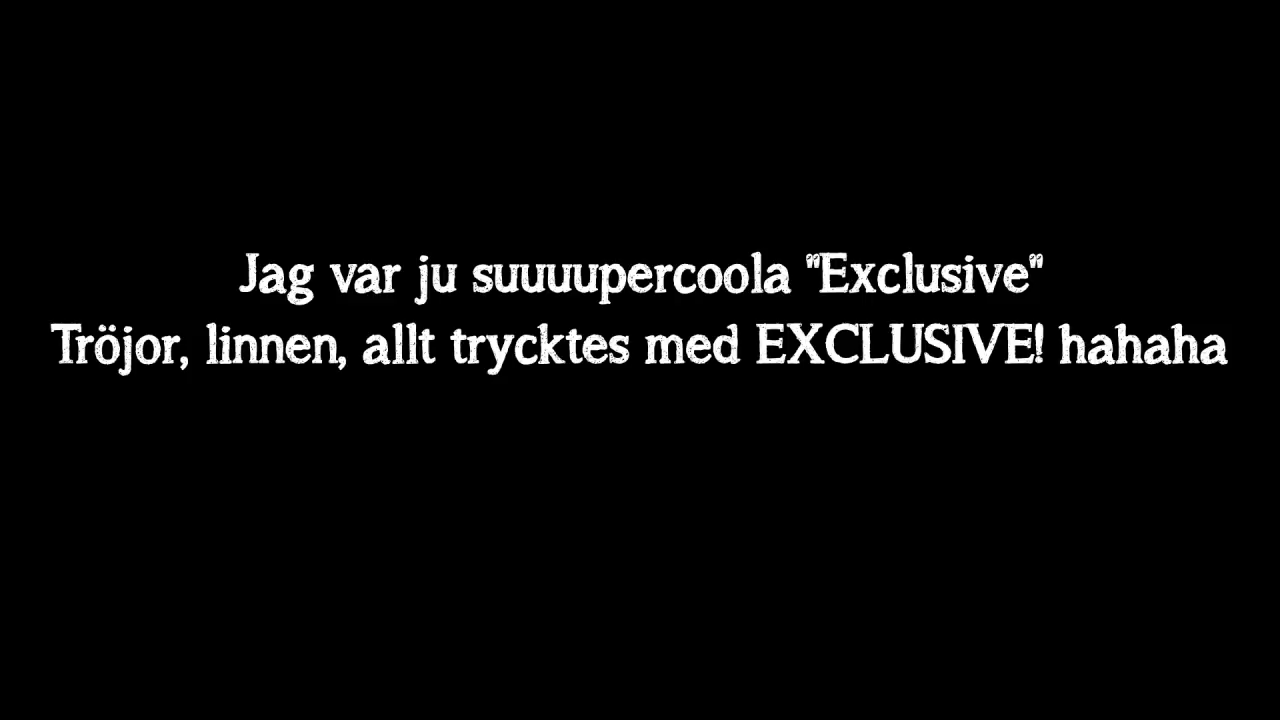 Jag var ju suuuupercoola "Exclusive"
Tröjor, linnen, allt trycktes med EXCLUSIVE! hahaha